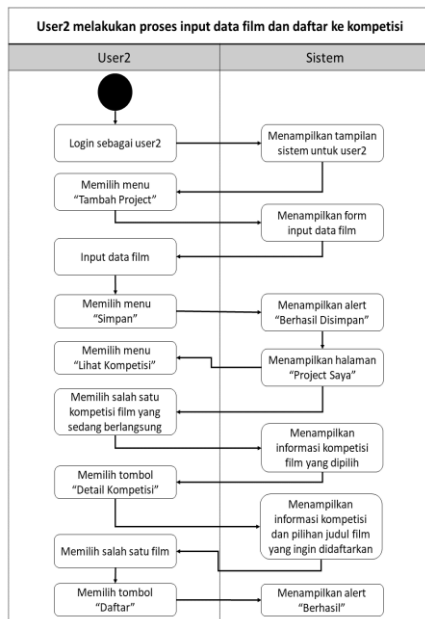 User2 melakukan proses input data film dan daftar ke kompetisi
User2
Sistem
Login sebagai user2
Menampilkan tampilan
sistem untuk user2
Memilih menu
“Tambah Project”
Menampilkan form
input data film
Input data film
Memilih menu
“Simpan”
Menampilkan alert
“Berhasil Disimpan”
Memilih menu
“Lihat Kompetisi”
Menampilkan halaman
“Project Saya”
Memilih salah satu
kompetisi film yang
sedang berlangsung
Menampilkan
informasi kompetisi
film yang dipilih
Memilih tombol
“Detail Kompetisi”
Menampilkan
informasi kompetisi
dan pilihan judul film
yang ingin didaftarkan
Memilih salah satu film
Memilih tombol
“Daftar”
Menampilkan alert
“Berhasil”